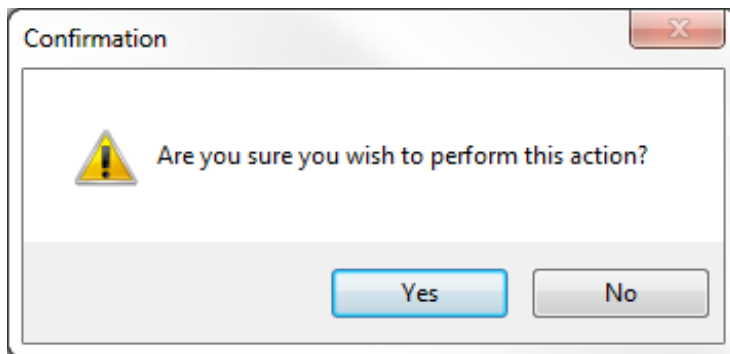 Confirmation
Are you sure you wish to perform this action?
Yes
No